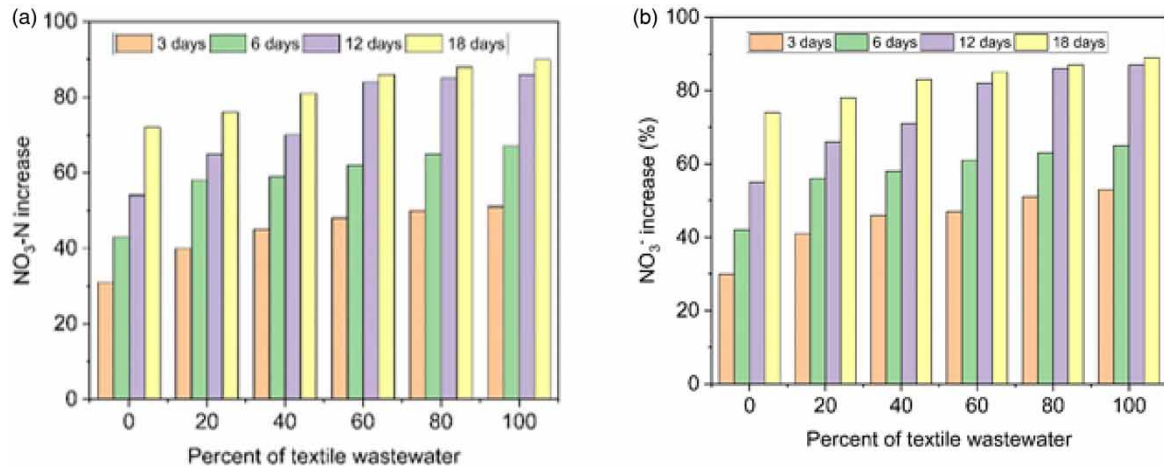 (a)
100
80
60
40
20
0
NO₃-N increase
3 days 6 days 12 days 18 days
0 20 40 60 80 100
Percent of textile wastewater
(b)
100
80
60
40
20
0
NO₃⁻ increase (%)
3 days 6 days 12 days 18 days
0 20 40 60 80 100
Percent of textile wastewater